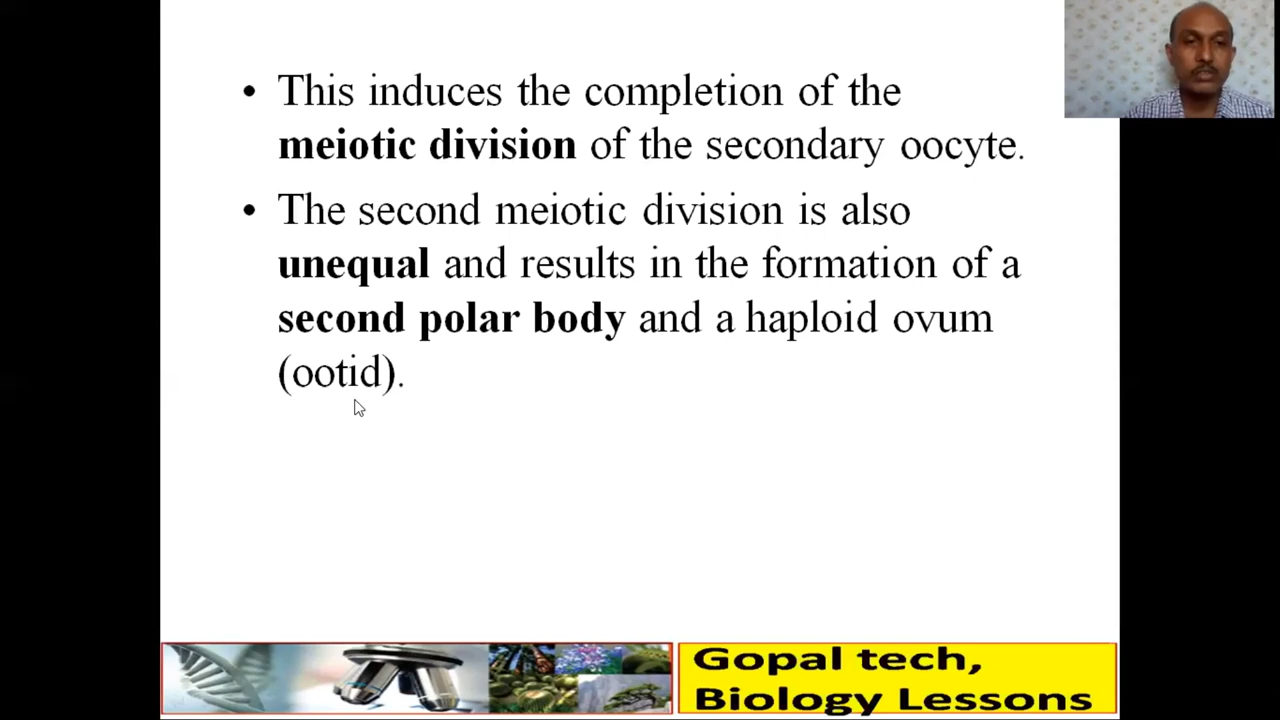 • This induces the completion of the
meiotic division of the secondary oocyte.
• The second meiotic division is also
unequal and results in the formation of a
second polar body and a haploid ovum
(ootid).
Gopal tech,
Biology Lessons